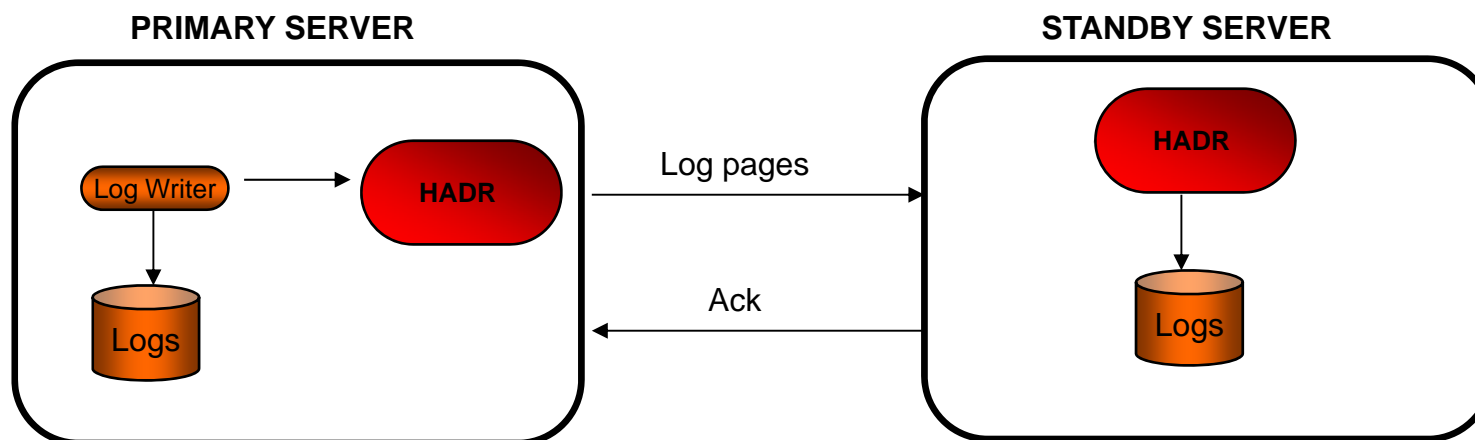 PRIMARY SERVER
STANDBY SERVER
Log Writer
HADR
Log pages
HADR
Logs
Ack
Logs